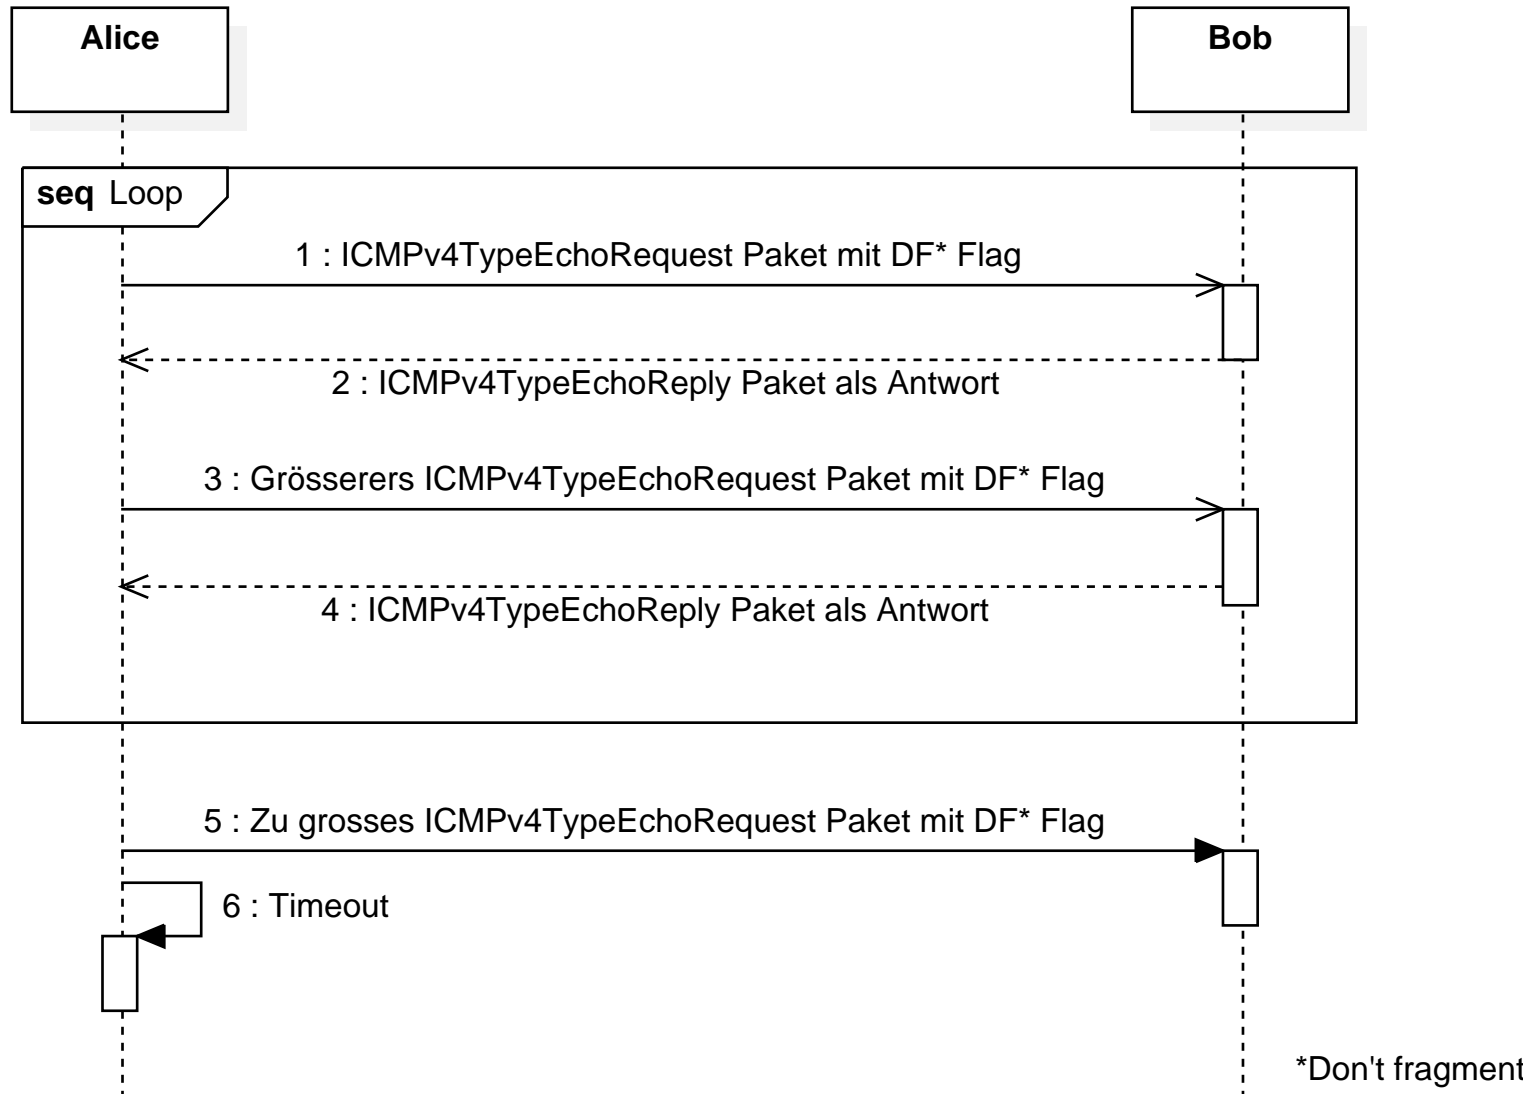 Alice
Bob
seq Loop
1 : ICMPv4TypeEchoRequest Paket mit DF* Flag
2 : ICMPv4TypeEchoReply Paket als Antwort
3 : Grösserers ICMPv4TypeEchoRequest Paket mit DF* Flag
4 : ICMPv4TypeEchoReply Paket als Antwort
5 : Zu grosses ICMPv4TypeEchoRequest Paket mit DF* Flag
6 : Timeout
*Don't fragment